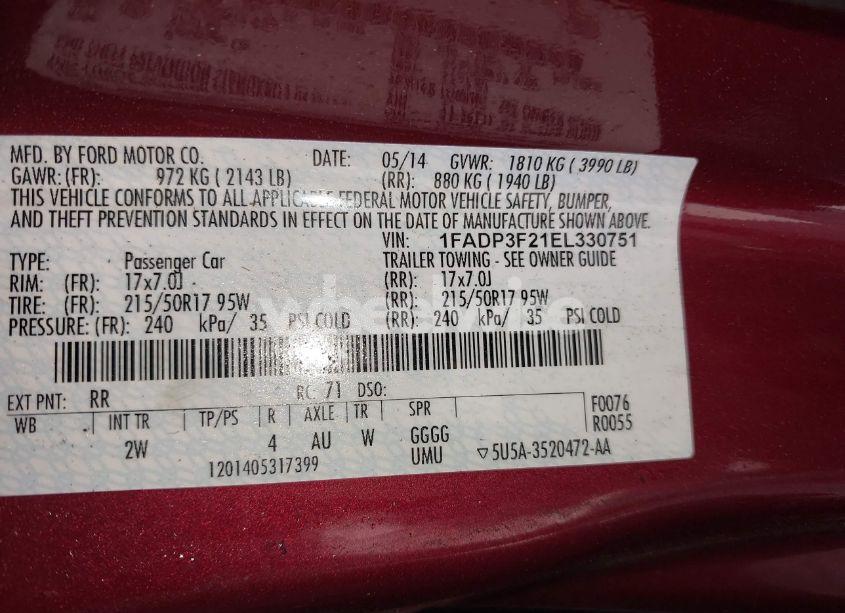 MFD. BY FORD MOTOR CO. DATE: 05/14 GVWR: 1810 KG ( 3990 LB)
GAWR: (FR): 972 KG ( 2143 LB) (RR): 880 KG ( 1940 LB)
THIS VEHICLE CONFORMS TO ALL APPLICABLE FEDERAL MOTOR VEHICLE SAFETY, BUMPER,
AND THEFT PREVENTION STANDARDS IN EFFECT ON THE DATE OF MANUFACTURE SHOWN ABOVE.
VIN: 1FADP3F21EL330751
TYPE: Passenger Car TRAILER TOWING - SEE OWNER GUIDE
RIM: (FR): 17x7.0J (RR): 17x7.0J
TIRE: (FR): 215/50R17 95W (RR): 215/50R17 95W
PRESSURE: (FR): 240 kPa/ 35 PSI COLD (RR): 240 kPa/ 35 PSI COLD
EXT PNT: RR RC: 71 DSO:
WB INT TR TP/PS R AXLE TR SPR F0076
R0055
2W 4 AU W GGGG
UMU ▽5U5A-3520472-AA
1201405317399